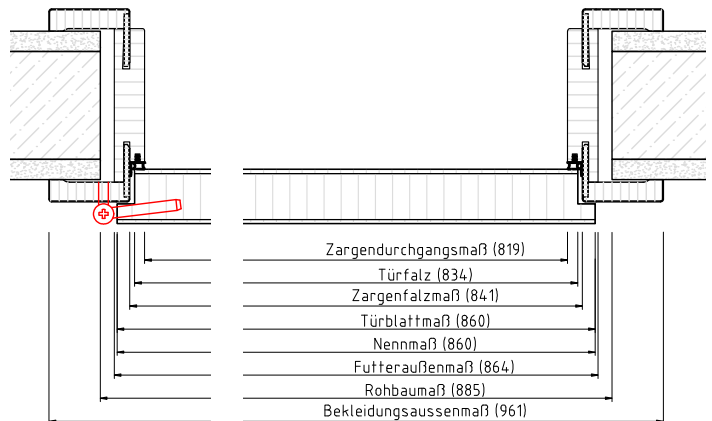 Zargendurchgangsmaß (819)
Türfalz (834)
Zargenfalzmaß (841)
Türblattmaß (860)
Nennmaß (860)
Futteraußenmaß (864)
Rohbaumaß (885)
Bekleidungsaussenmaß (961)